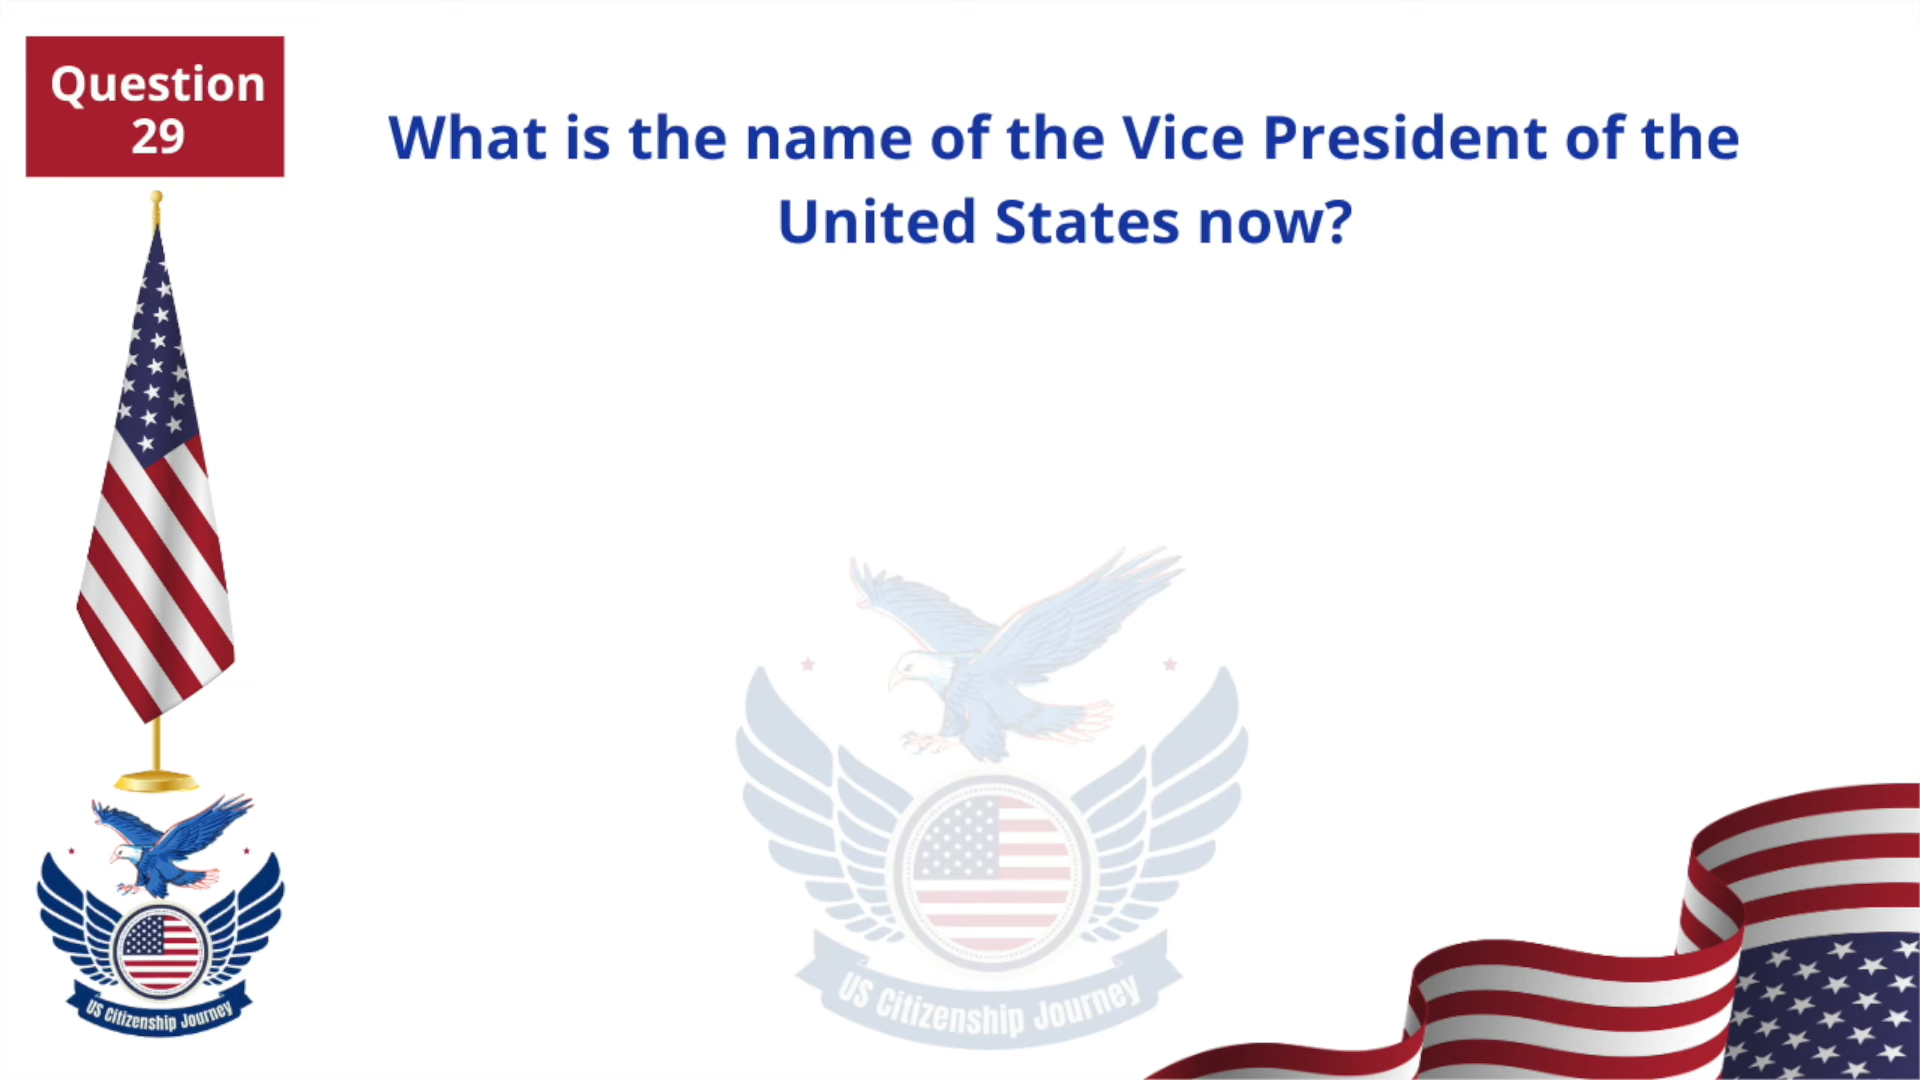 Question
29
What is the name of the Vice President of the
United States now?
US Citizenship Journey
US Citizenship Journey